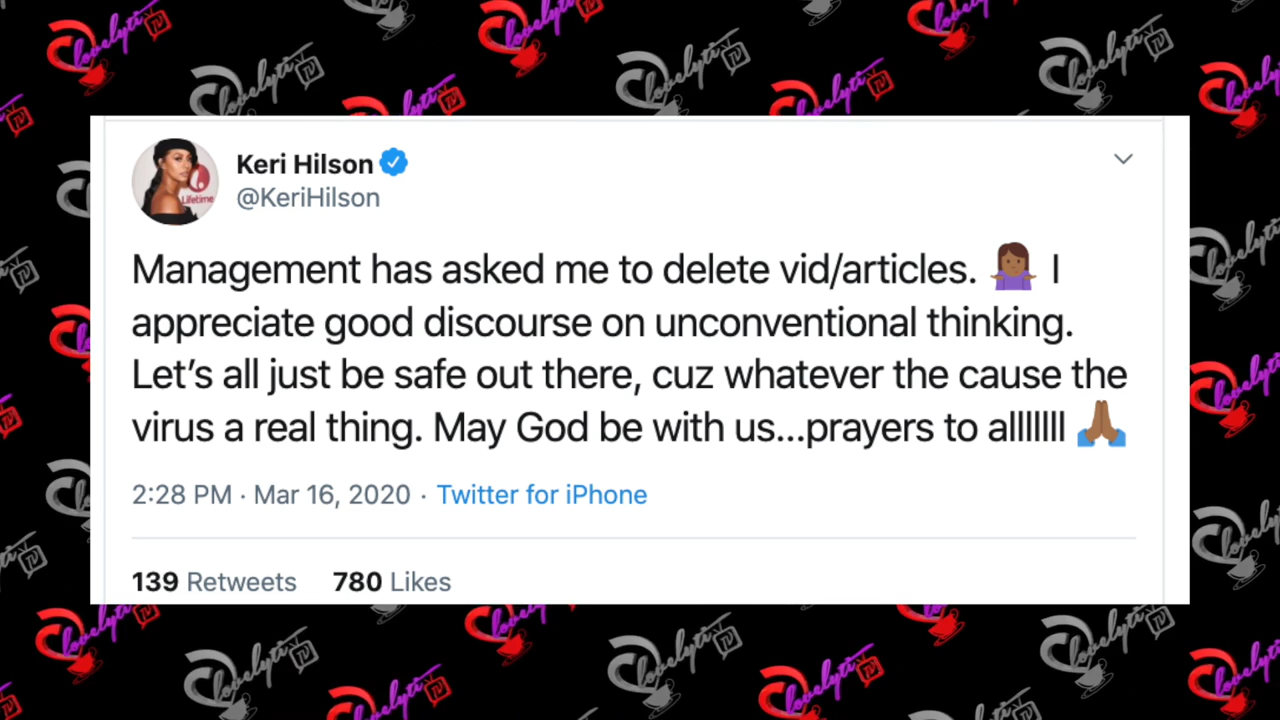 Keri Hilson
@KeriHilson
Lifetime
Management has asked me to delete vid/articles. 🤷🏾‍♀️ I
appreciate good discourse on unconventional thinking.
Let’s all just be safe out there, cuz whatever the cause the
virus a real thing. May God be with us...prayers to alllllll 🙏🏾
2:28 PM · Mar 16, 2020 · Twitter for iPhone
139 Retweets 780 Likes